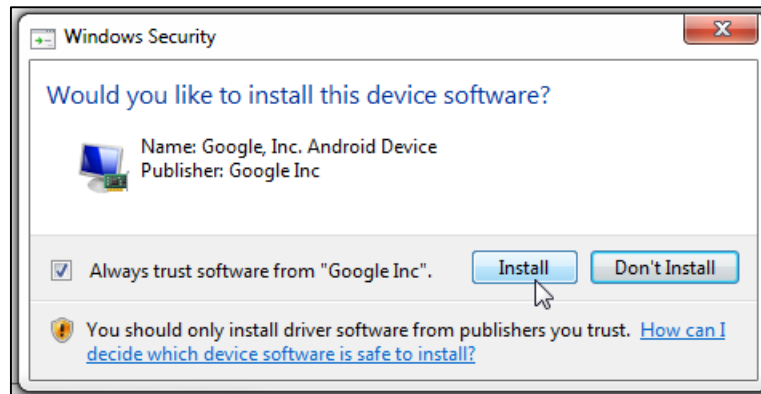 Windows Security
Would you like to install this device software?
Name: Google, Inc. Android Device
Publisher: Google Inc
Always trust software from "Google Inc".
Install
Don't Install
You should only install driver software from publishers you trust. How can I
decide which device software is safe to install?